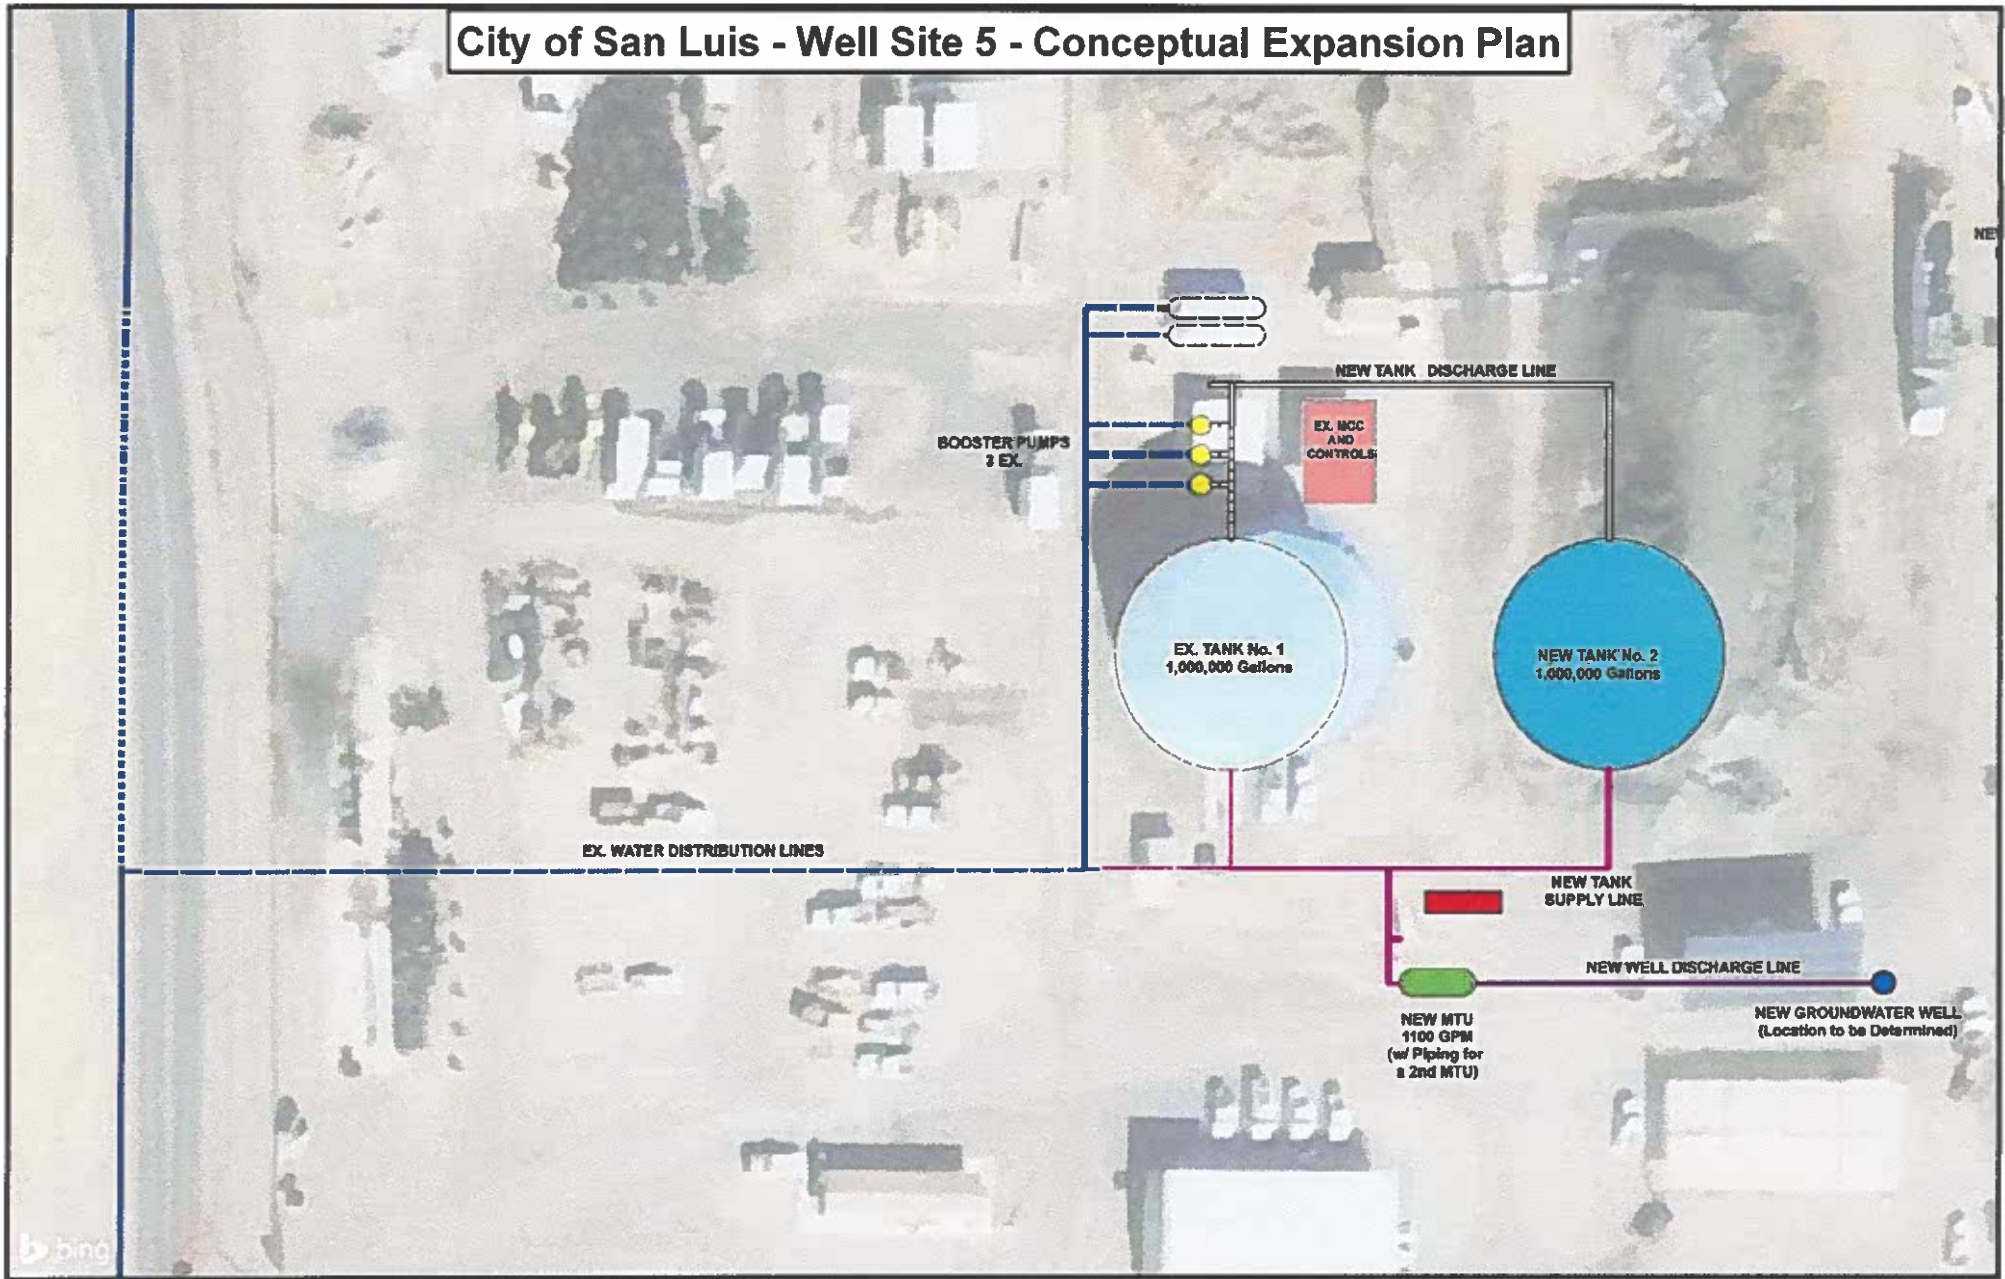 City of San Luis - Well Site 5 - Conceptual Expansion Plan
NEW TANK DISCHARGE LINE
EX. MCC
AND
CONTROLS
BOOSTER PUMPS
3 EX.
EX. TANK No. 1
1,000,000 Gallons
NEW TANK No. 2
1,000,000 Gallons
EX. WATER DISTRIBUTION LINES
NEW TANK
SUPPLY LINE
NEW WELL DISCHARGE LINE
NEW GROUNDWATER WELL
(Location to be Determined)
NEW MTU
1100 GPM
(w/ Piping for
a 2nd MTU)
bing